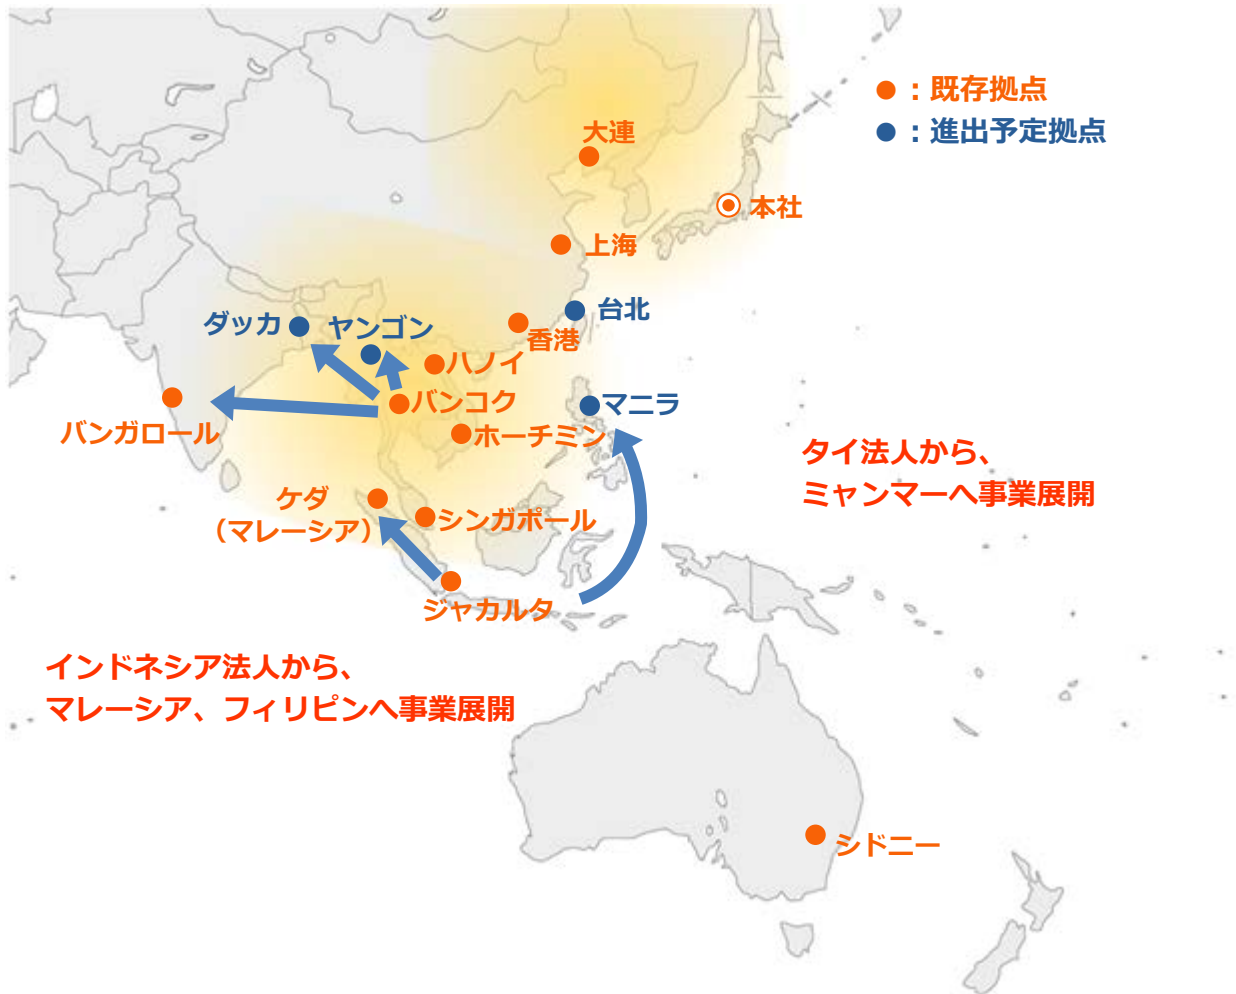 ：既存拠点
：進出予定拠点
大連
本社
上海
台北
ダッカ
ヤンゴン
香港
ハノイ
バンコク
マニラ
バンガロール
ホーチミン
タイ法人から、
ミャンマーへ事業展開
ケダ
（マレーシア）
シンガポール
ジャカルタ
インドネシア法人から、
マレーシア、フィリピンへ事業展開
シドニー